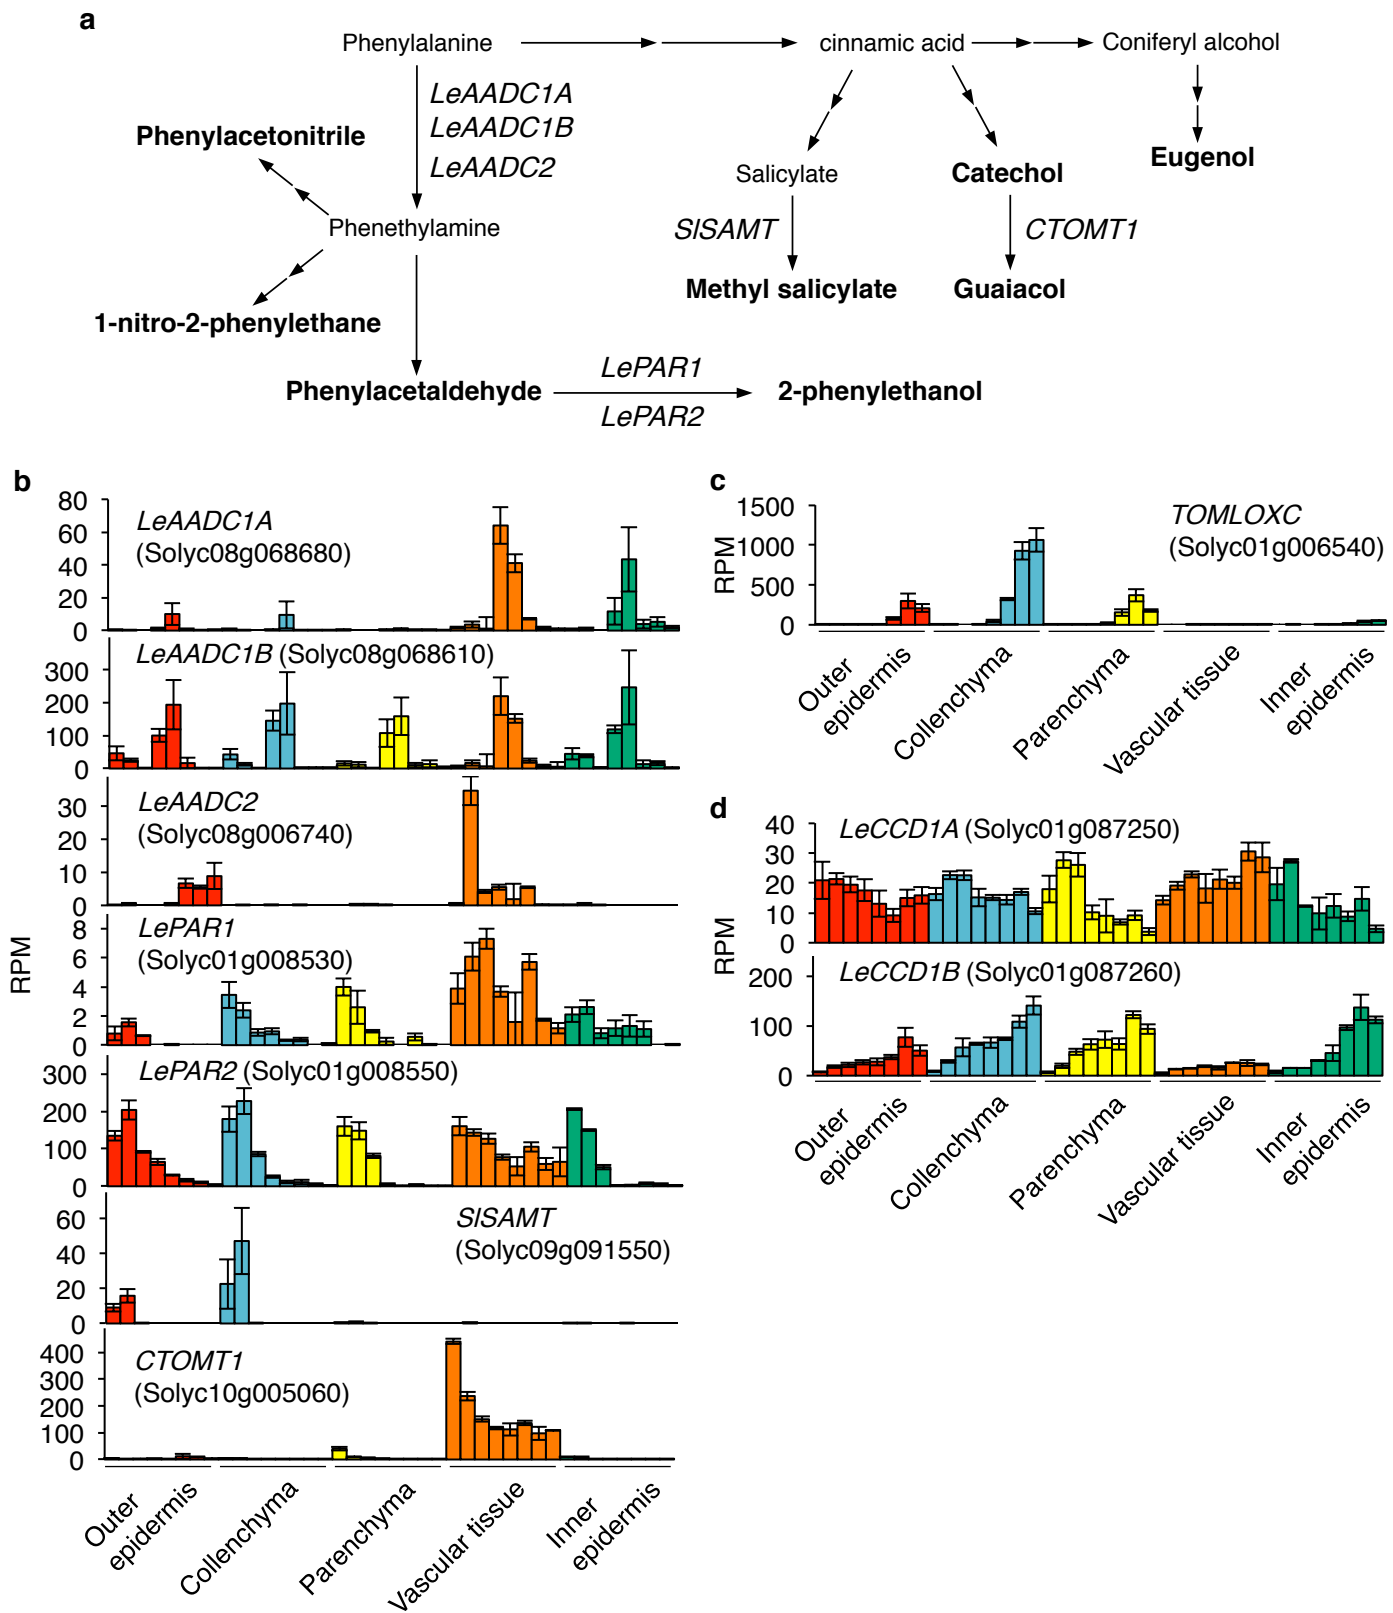 a
Phenylalanine
cinnamic acid
Coniferyl alcohol
LeAADC1A
LeAADC1B
LeAADC2
Phenylacetonitrile
Eugenol
Salicylate
Catechol
Phenethylamine
SlSAMT
CTOMT1
Methyl salicylate
Guaiacol
1-nitro-2-phenylethane
LePAR1
Phenylacetaldehyde
2-phenylethanol
LePAR2
b
80
60
40
20
0
LeAADC1A
(Solyc08g068680)
300
200
100
0
LeAADC1B (Solyc08g068610)
30
20
10
0
LeAADC2
(Solyc08g006740)
8
6
4
2
0
LePAR1
(Solyc01g008530)
RPM
300
200
100
0
LePAR2 (Solyc01g008550)
60
40
20
0
SlSAMT
(Solyc09g091550)
400
300
200
100
0
CTOMT1
(Solyc10g005060)
Outer
epidermis
Collenchyma
Parenchyma
Vascular tissue
Inner
epidermis
c
1500
1000
500
0
RPM
TOMLOXC
(Solyc01g006540)
Outer
epidermis
Collenchyma
Parenchyma
Vascular tissue
Inner
epidermis
d
40
30
20
10
0
LeCCD1A (Solyc01g087250)
RPM
200
100
0
LeCCD1B (Solyc01g087260)
Outer
epidermis
Collenchyma
Parenchyma
Vascular tissue
Inner
epidermis